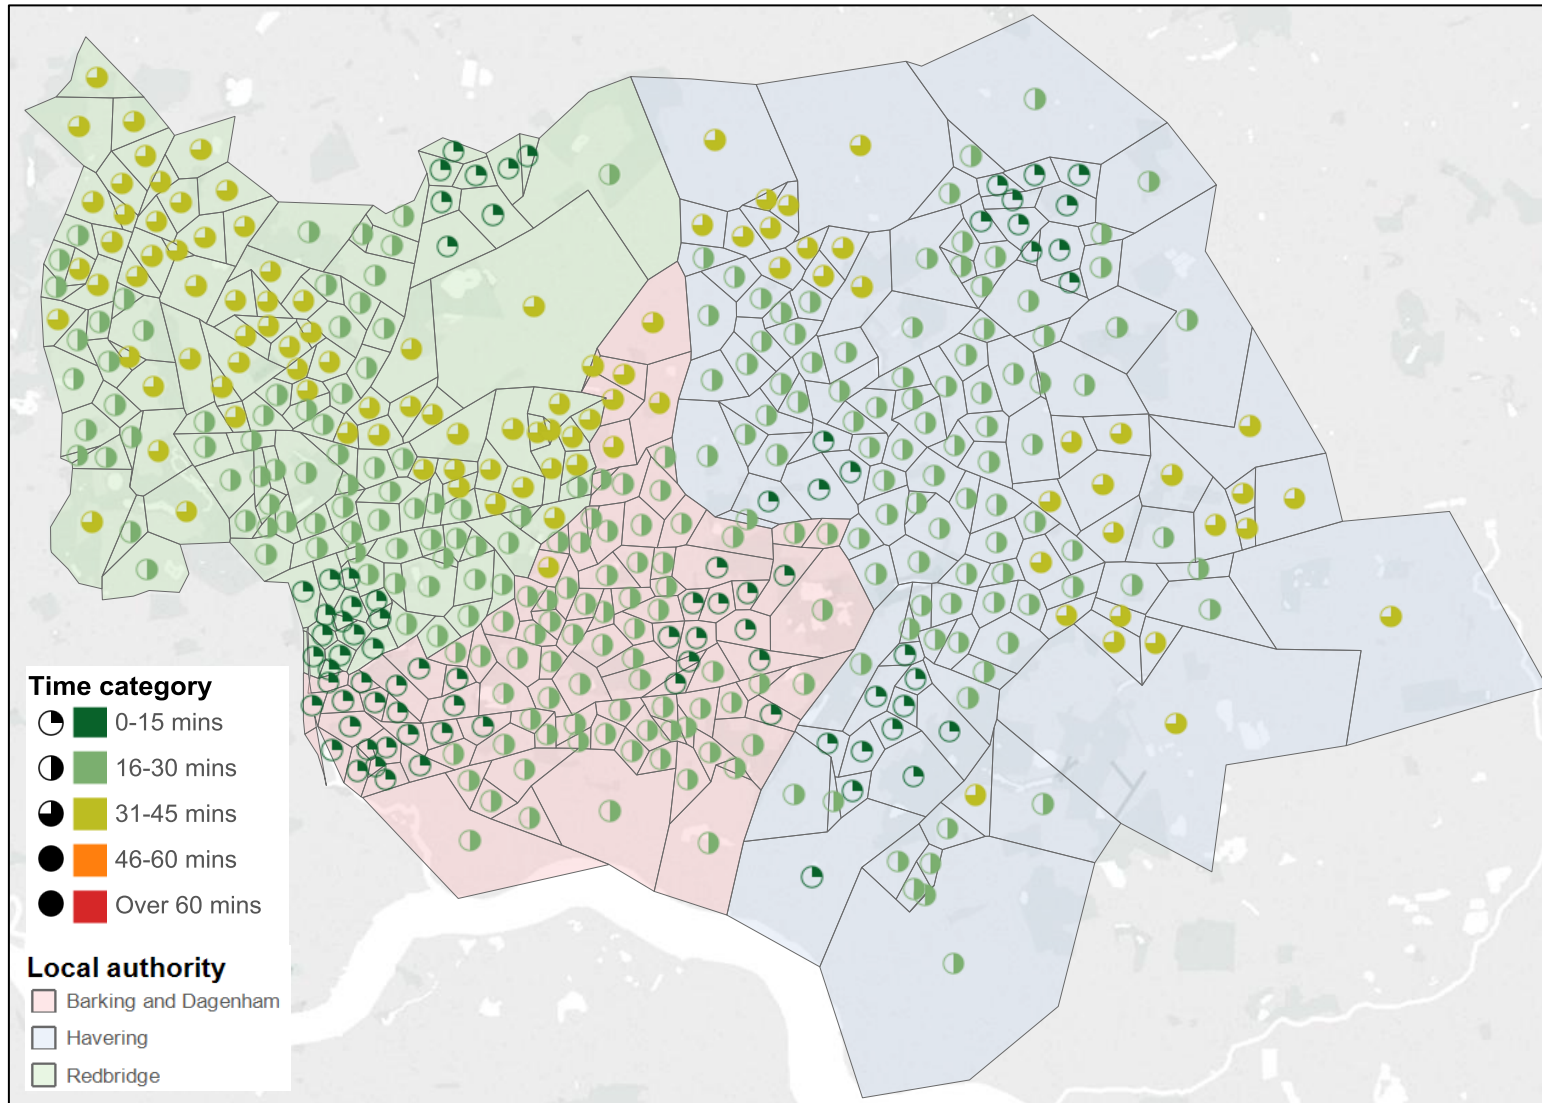 Time category
0-15 mins
16-30 mins
31-45 mins
46-60 mins
Over 60 mins
Local authority
Barking and Dagenham
Havering
Redbridge